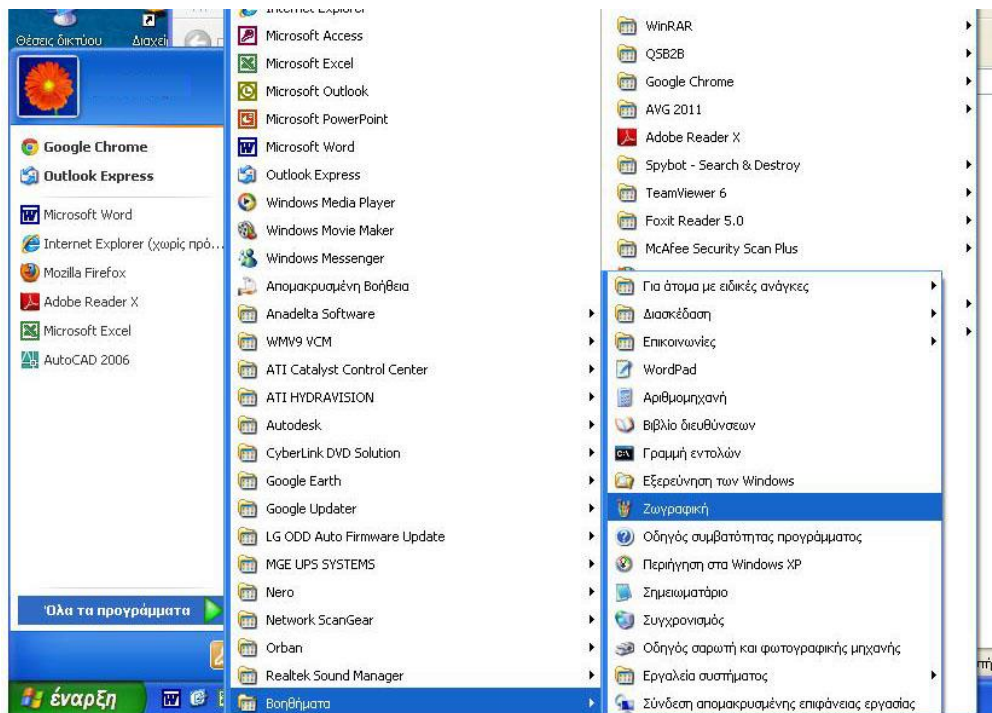 Θέσεις δικτύου
Google Chrome
Outlook Express
Microsoft Word
Internet Explorer (χωρίς πρό...
Mozilla Firefox
Adobe Reader X
Microsoft Excel
AutoCAD 2006
Όλα τα προγράμματα
έναρξη
Internet Explorer
Microsoft Access
Microsoft Excel
Microsoft Outlook
Microsoft PowerPoint
Microsoft Word
Outlook Express
Windows Media Player
Windows Movie Maker
Windows Messenger
Απομακρυσμένη Βοήθεια
Anadelta Software
WMV9 VCM
ATI Catalyst Control Center
ATI HYDRAVISION
Autodesk
CyberLink DVD Solution
Google Earth
Google Updater
LG ODD Auto Firmware Update
MGE UPS SYSTEMS
Nero
Network ScanGear
Orban
Realtek Sound Manager
Βοηθήματα
WinRAR
QSB2B
Google Chrome
AVG 2011
Adobe Reader X
Spybot - Search & Destroy
TeamViewer 6
Foxit Reader 5.0
McAfee Security Scan Plus
Για άτομα με ειδικές ανάγκες
Διασκέδαση
Επικοινωνίες
WordPad
Αριθμομηχανή
Βιβλίο διευθύνσεων
Γραμμή εντολών
Εξερεύνηση των Windows
Ζωγραφική
Οδηγός συμβατότητας προγράμματος
Περιήγηση στα Windows XP
Σημειωματάριο
Συγχρονισμός
Οδηγός σαρωτή και φωτογραφικής μηχανής
Εργαλεία συστήματος
Σύνδεση απομακρυσμένης επιφάνειας εργασίας